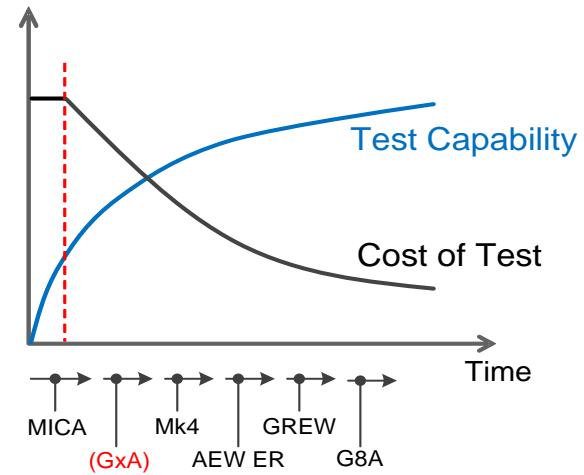 Test Capability
Cost of Test
Time
MICA
(GxA)
Mk4
AEW ER
GREW
G8A